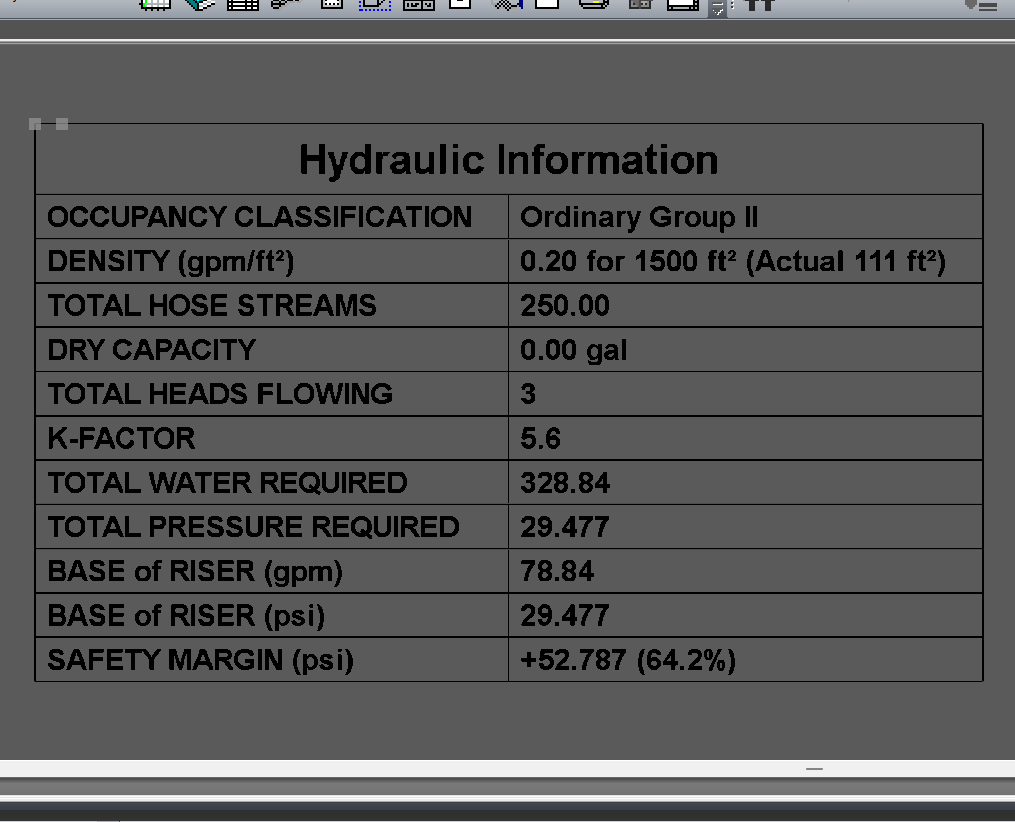 Hydraulic Information
OCCUPANCY CLASSIFICATION Ordinary Group II
DENSITY (gpm/ft²) 0.20 for 1500 ft² (Actual 111 ft²)
TOTAL HOSE STREAMS 250.00
DRY CAPACITY 0.00 gal
TOTAL HEADS FLOWING 3
K-FACTOR 5.6
TOTAL WATER REQUIRED 328.84
TOTAL PRESSURE REQUIRED 29.477
BASE of RISER (gpm) 78.84
BASE of RISER (psi) 29.477
SAFETY MARGIN (psi) +52.787 (64.2%)